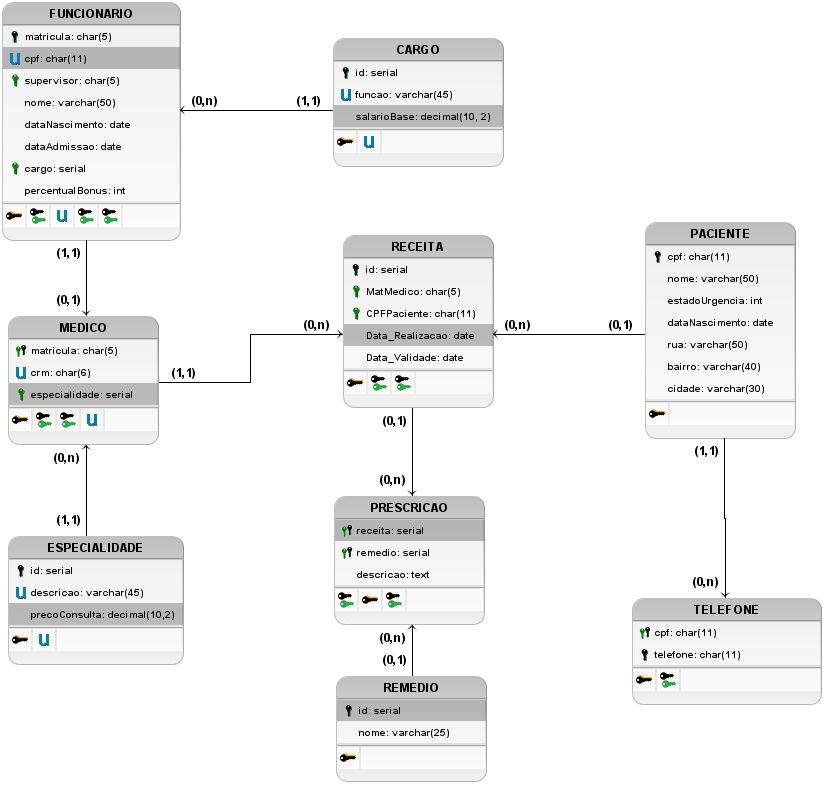 FUNCIONARIO
matricula: char(5)
cpf: char(11)
supervisor: char(5)
nome: varchar(50)
dataNascimento: date
dataAdmissao: date
cargo: serial
percentualBonus: int
(0,n)
(1,1)
CARGO
id: serial
funcao: varchar(45)
salarioBase: decimal(10, 2)
(1,1)
(0,1)
MEDICO
matricula: char(5)
crm: char(6)
especialidade: serial
(1,1)
(0,n)
RECEITA
id: serial
MatMedico: char(5)
CPFPaciente: char(11)
Data_Realizacao: date
Data_Validade: date
(0,n)
(0,1)
PACIENTE
cpf: char(11)
nome: varchar(50)
estadoUrgencia: int
dataNascimento: date
rua: varchar(50)
bairro: varchar(40)
cidade: varchar(30)
(0,n)
(1,1)
ESPECIALIDADE
id: serial
descricao: varchar(45)
precoConsulta: decimal(10,2)
(0,1)
(0,n)
PRESCRICAO
receita: serial
remedio: serial
descricao: text
(0,n)
(0,1)
REMEDIO
id: serial
nome: varchar(25)
(1,1)
(0,n)
TELEFONE
cpf: char(11)
telefone: char(11)